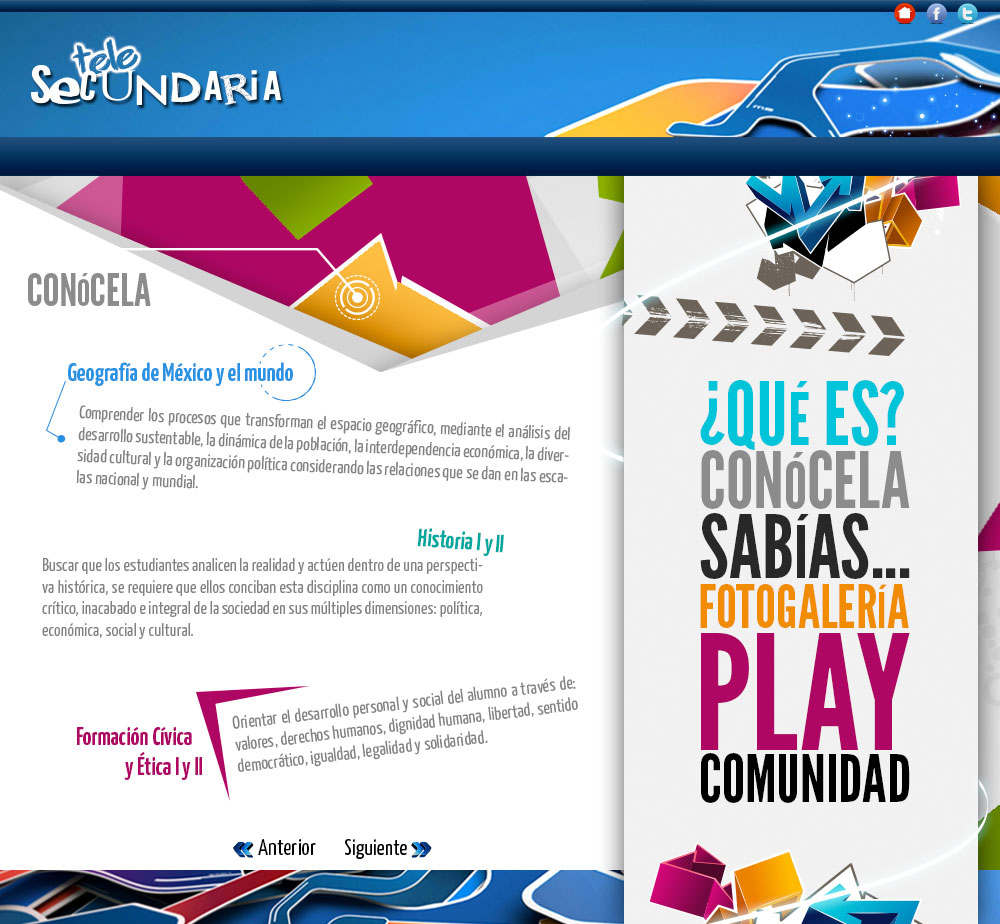 tele
SeCUNDARiA
CONóCELA
Geografía de México y el mundo
Comprender los procesos que transforman el espacio geográfico, mediante el análisis del
desarrollo sustentable, la dinámica de la población, la interdependencia económica, la diver-
sidad cultural y la organización política considerando las relaciones que se dan en las esca-
las nacional y mundial.
Historia I y II
Buscar que los estudiantes analicen la realidad y actúen dentro de una perspecti-
va histórica, se requiere que ellos conciban esta disciplina como un conocimiento
crítico, inacabado e integral de la sociedad en sus múltiples dimensiones: política,
económica, social y cultural.
Formación Cívica
y Ética I y II
Orientar el desarrollo personal y social del alumno a través de:
valores, derechos humanos, dignidad humana, libertad, sentido
democrático, igualdad, legalidad y solidaridad.
Anterior Siguiente
¿QUÉ ES?
CONóCELA
SABÍAS...
FOTOGALERÍA
PLAY
COMUNIDAD